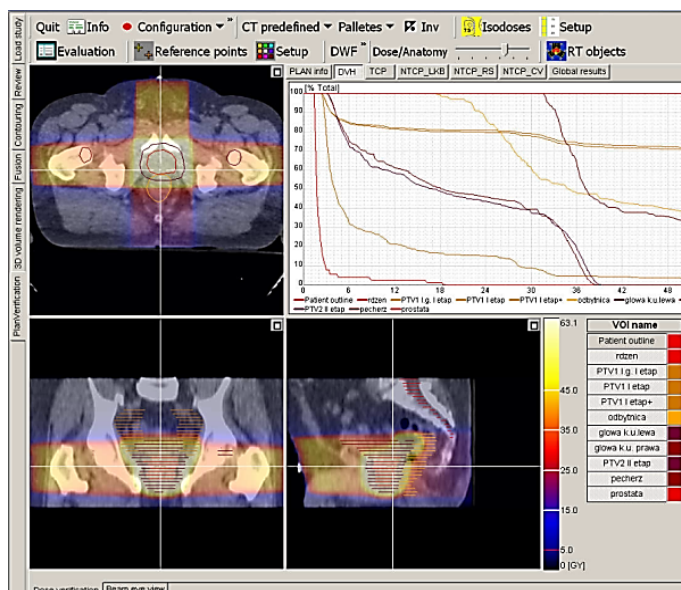 Quit Info Configuration » CT predefined Palletes Inv Isodoses Setup
Evaluation Reference points Setup DWF » Dose/Anatomy RT objects
Load study
Review
Contouring
Fusion
3D volume rendering
PlanVerification
PLAN info DVH TCP NTCP_LKB NTCP_RS NTCP_CV Global results
[% Total]
100
90
80
70
60
50
40
30
20
10
0
0 6 12 18 24 30 36 42 48
Patient outline rdzen PTV1 l.g. I etap PTV1 I etap PTV1 I etap+ odbytnica glowa k.u.lewa
PTV2 II etap pecherz prostata
63.1
45.0
35.0
25.0
15.0
5.0
0 [GY]
VOI name
Patient outline
rdzen
PTV1 l.g. I etap
PTV1 I etap
PTV1 I etap+
odbytnica
glowa k.u.lewa
glowa k.u. prawa
PTV2 II etap
pecherz
prostata
Dose verification Beam eye view